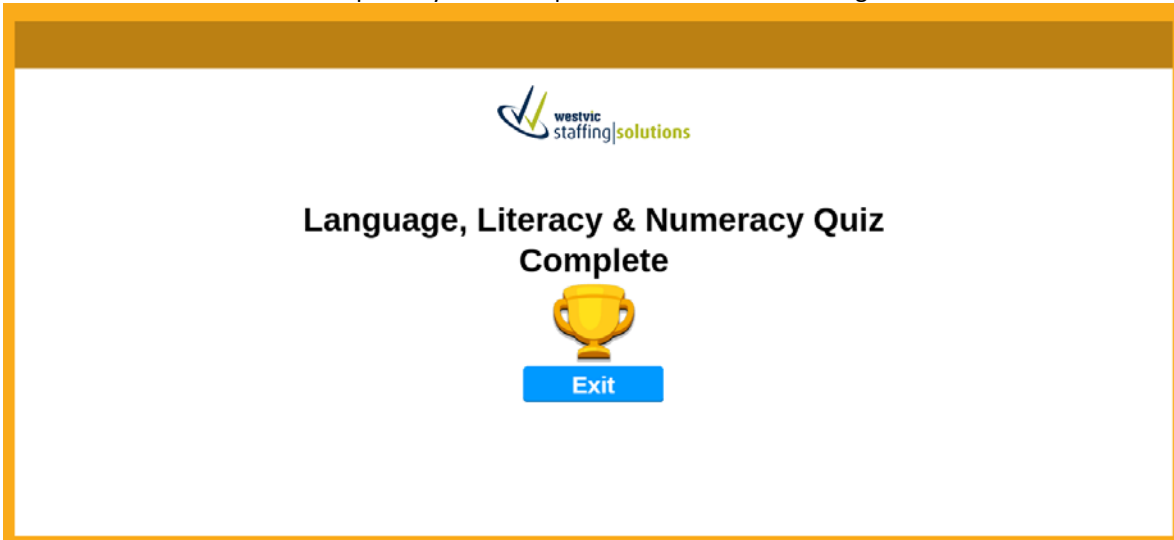 westvic
staffing|solutions
Language, Literacy & Numeracy Quiz
Complete
Exit